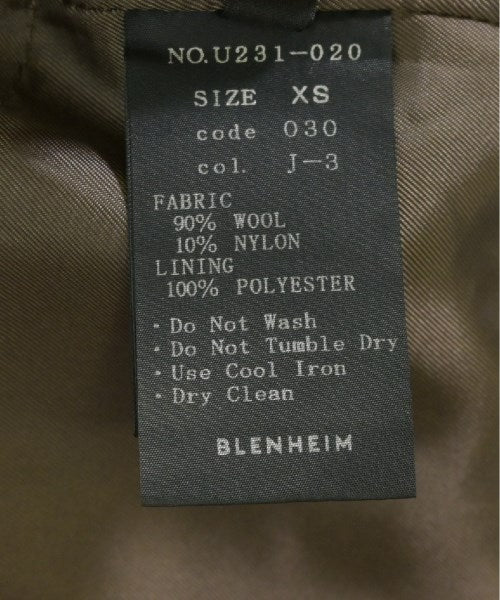 NO.U231-020
SIZE XS
code 030
col. J-3
FABRIC
90% WOOL
10% NYLON
LINING
100% POLYESTER
・Do Not Wash
・Do Not Tumble Dry
・Use Cool Iron
・Dry Clean
BLENHEIM